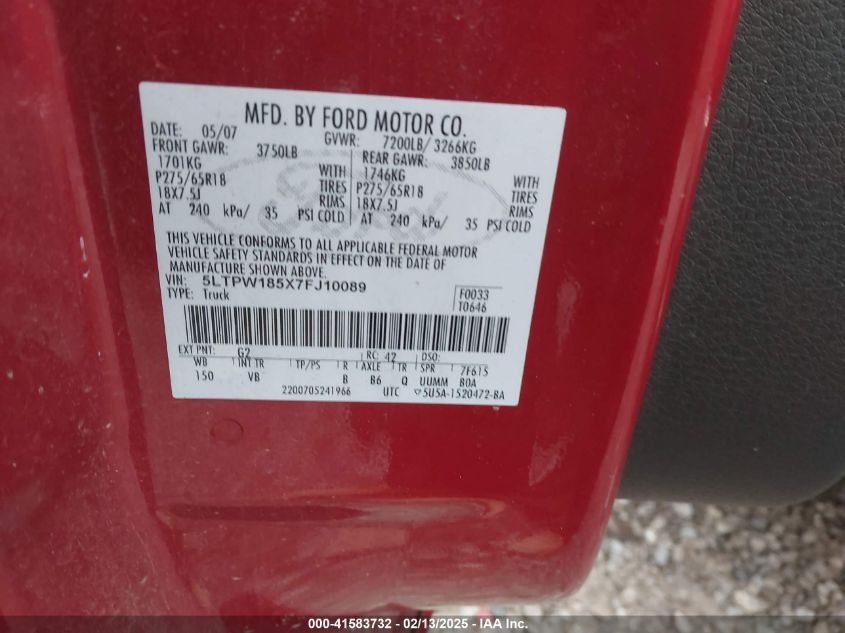 MFD. BY FORD MOTOR CO.
DATE: 05/07 GVWR: 7200LB/ 3266KG
FRONT GAWR: 3750LB REAR GAWR: 3850LB
1701KG WITH 1746KG WITH
P275/65R18 TIRES P275/65R18 TIRES
18X7.5J RIMS 18X7.5J RIMS
AT 240 kPa/ 35 PSI COLD AT 240 kPa/ 35 PSI COLD
THIS VEHICLE CONFORMS TO ALL APPLICABLE FEDERAL MOTOR
VEHICLE SAFETY STANDARDS IN EFFECT ON THE DATE OF
MANUFACTURE SHOWN ABOVE.
VIN: 5LTPW185X7FJ10089 F0033
TYPE: Truck T0646
EXT PNT: G2 RC: 42 DSO:
WB INT TR TP/PS R AXLE TR SPR 7F615
150 VB B B6 Q UUMM BOA
2200705241966 UTC 5U5A-1520472-BA
000-41583732 - 02/13/2025 - IAA Inc.